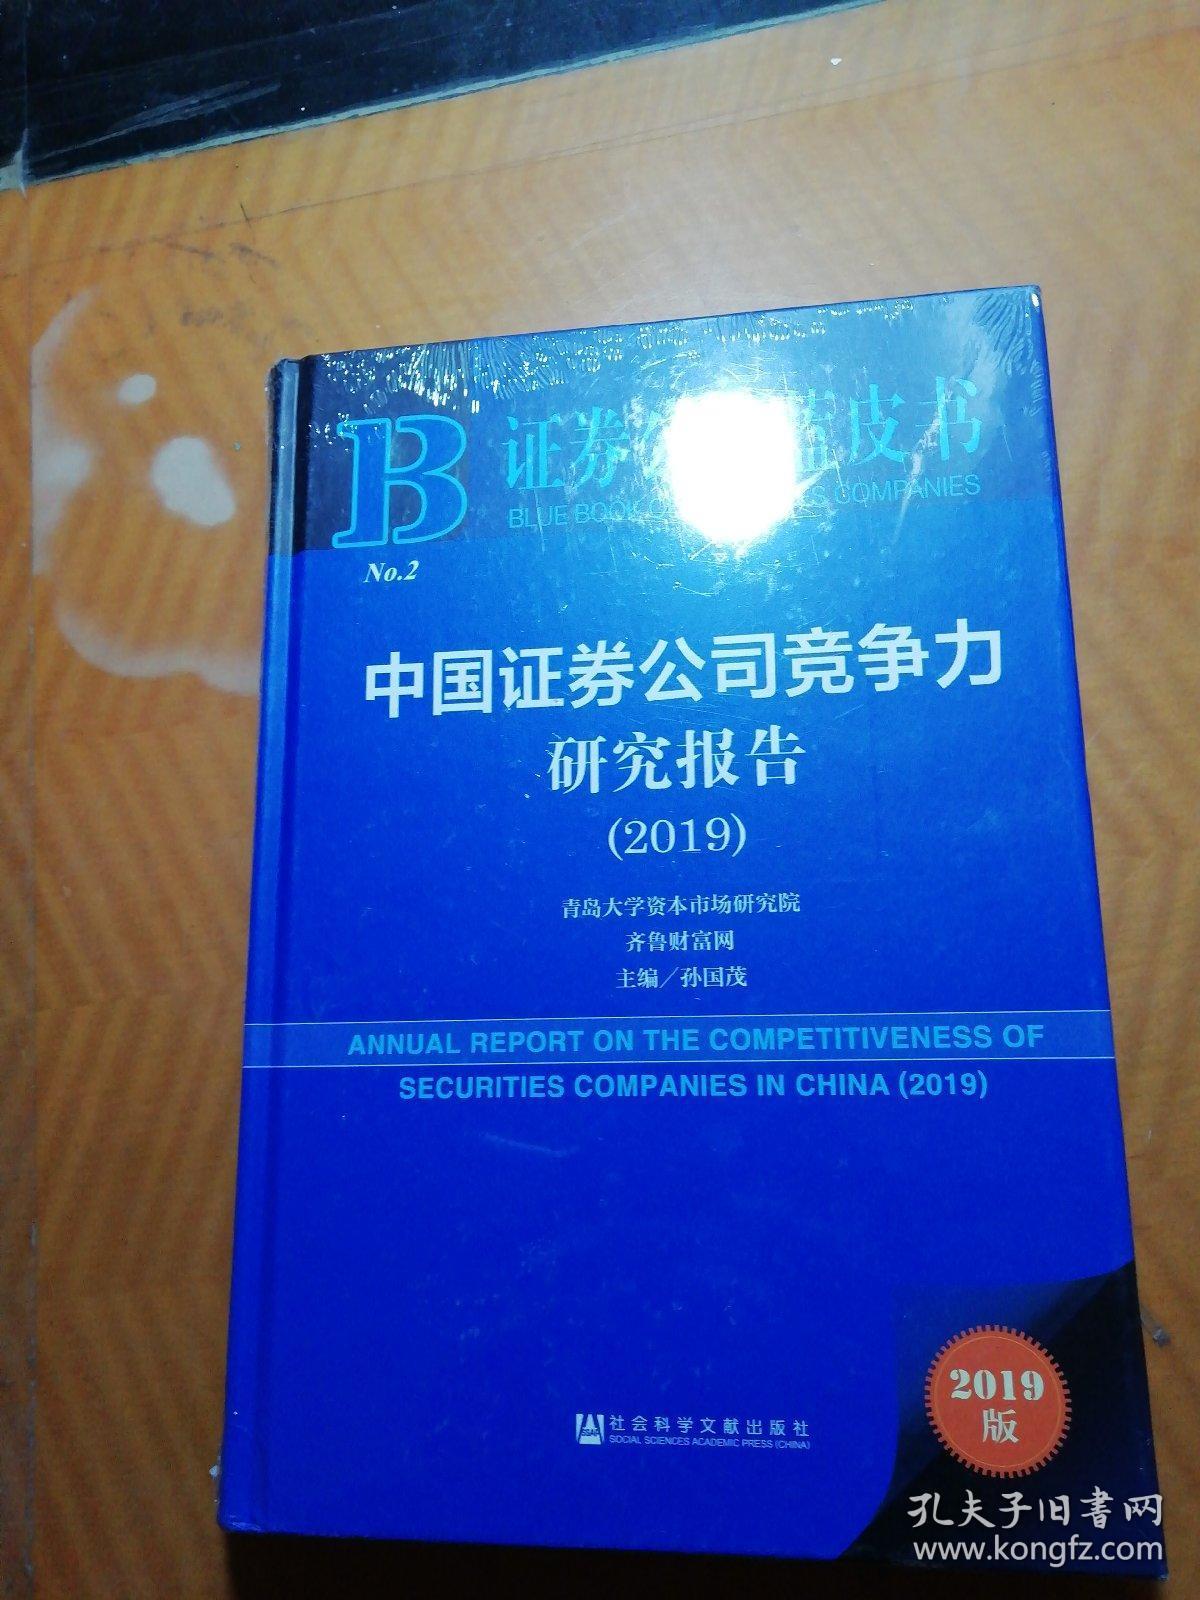 B
证券公 蓝皮书
BLUE BOOK COMPANIES
No.2
中国证券公司竞争力
研究报告
(2019)
青岛大学资本市场研究院
齐鲁财富网
主编／孙国茂
ANNUAL REPORT ON THE COMPETITIVENESS OF
SECURITIES COMPANIES IN CHINA (2019)
2019
版
SSAP
社会科学文献出版社
SOCIAL SCIENCES ACADEMIC PRESS (CHINA)
孔夫子旧书网
www.kongfz.com